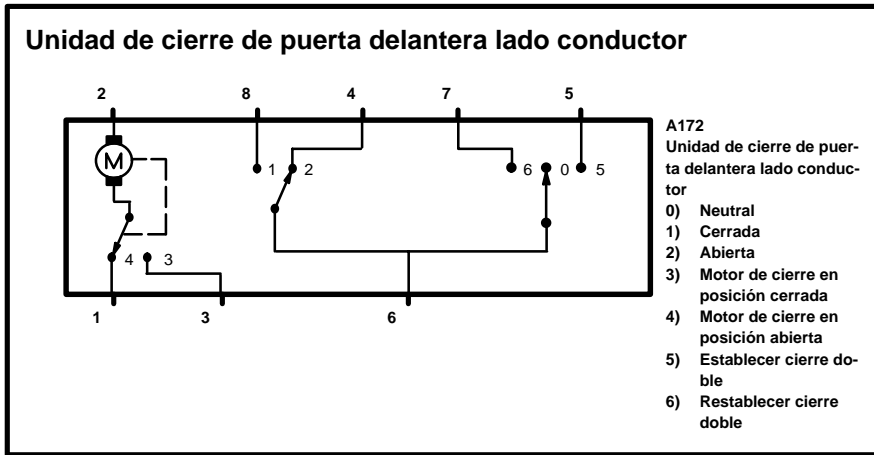 Unidad de cierre de puerta delantera lado conductor
2 8 4 7 5
M
1 2 6 0 5
4 3
1 3 6
A172
Unidad de cierre de puer-
ta delantera lado conduc-
tor
0) Neutral
1) Cerrada
2) Abierta
3) Motor de cierre en
posición cerrada
4) Motor de cierre en
posición abierta
5) Establecer cierre do-
ble
6) Restablecer cierre
doble